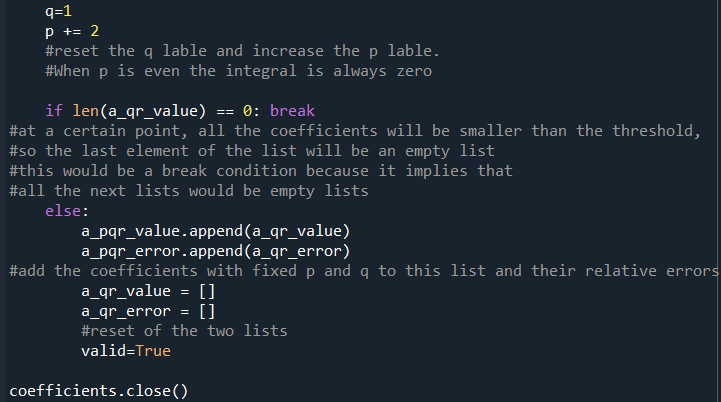 q=1
p += 2
#reset the q lable and increase the p lable.
#When p is even the integral is always zero
if len(a_qr_value) == 0: break
#at a certain point, all the coefficients will be smaller than the threshold,
#so the last element of the list will be an empty list
#this would be a break condition because it implies that
#all the next lists would be empty lists
else:
a_pqr_value.append(a_qr_value)
a_pqr_error.append(a_qr_error)
#add the coefficients with fixed p and q to this list and their relative errors
a_qr_value = []
a_qr_error = []
#reset of the two lists
valid=True
coefficients.close()